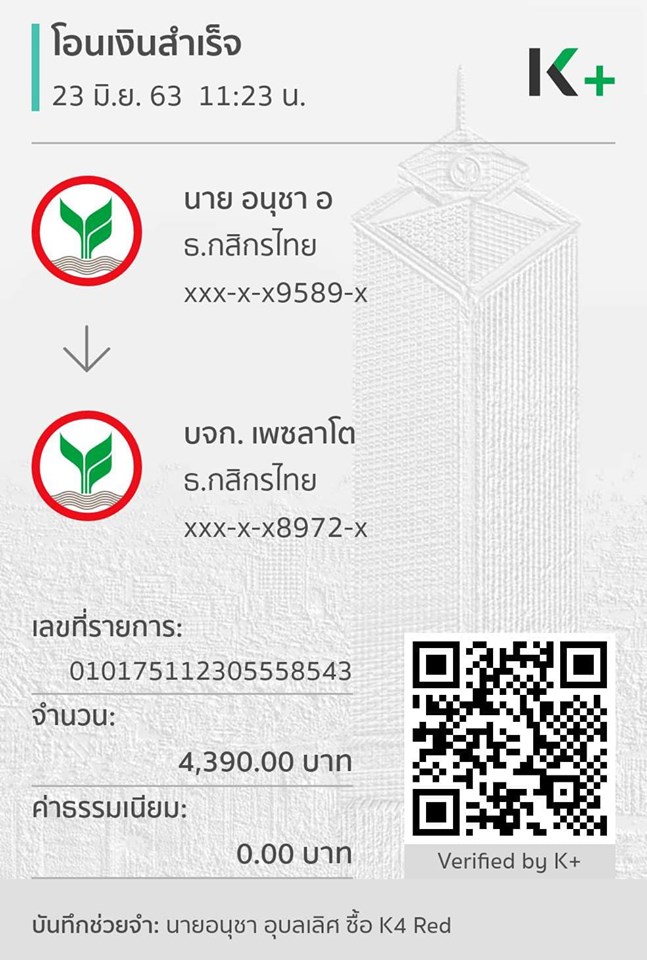 โอนเงินสำเร็จ
23 มิ.ย. 63 11:23 น.
K+
นาย อนุชา อ
ธ.กสิกรไทย
xxx-x-x9589-x
บจก. เพซลาโต
ธ.กสิกรไทย
xxx-x-x8972-x
เลขที่รายการ:
010175112305558543
จำนวน:
4,390.00 บาท
ค่าธรรมเนียม:
0.00 บาท
Verified by K+
บันทึกช่วยจำ: นายอนุชา อุบลเลิศ ซื้อ K4 Red